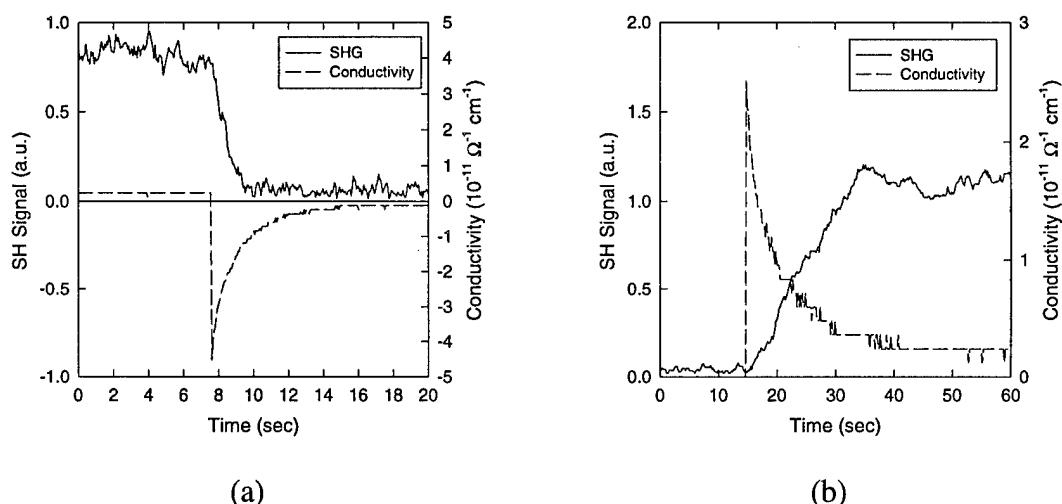 SH Signal (a.u.)
1.0
0.5
0.0
-0.5
-1.0
SHG
Conductivity
5
4
3
2
1
0
-1
-2
-3
-4
-5
Conductivity (10⁻¹¹ Ω⁻¹ cm⁻¹)
0 2 4 6 8 10 12 14 16 18 20
Time (sec)
(a)
SH Signal (a.u.)
2.0
1.5
1.0
0.5
0.0
SHG
Conductivity
3
2
1
0
Conductivity (10⁻¹¹ Ω⁻¹ cm⁻¹)
0 10 20 30 40 50 60
Time (sec)
(b)